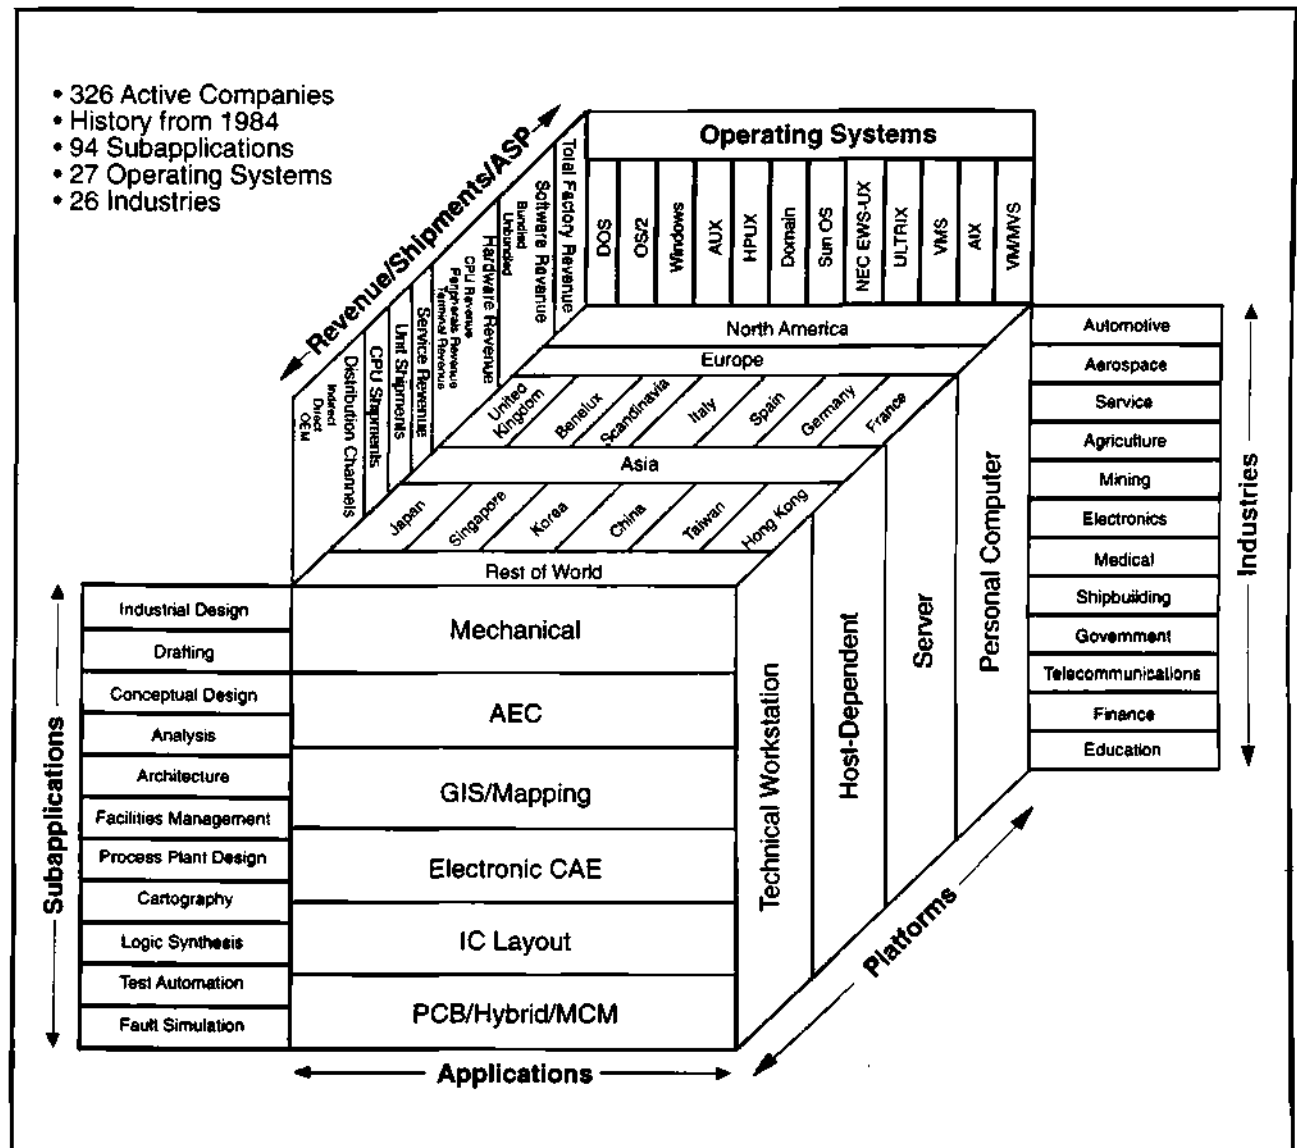 • 326 Active Companies
• History from 1984
• 94 Subapplications
• 27 Operating Systems
• 26 Industries
Revenue/Shipments/ASP
Total Factory Revenue
Software Revenue
Bundled
Unbundled
Hardware Revenue
CPU Revenue
Peripherals Revenue
Terminal Revenue
Service Revenue
Unit Shipments
CPU Shipments
Distribution Channels
Indirect
Direct
OEM
Operating Systems
DOS
OS/2
Windows
AUX
HPUX
Domain
Sun OS
NEC EWS-UX
ULTRIX
VMS
AIX
VM/MVS
North America
Europe
United
Kingdom
Benelux
Scandinavia
Italy
Spain
Germany
France
Asia
Japan
Singapore
Korea
China
Taiwan
Hong Kong
Rest of World
Subapplications
Industrial Design
Drafting
Conceptual Design
Analysis
Architecture
Facilities Management
Process Plant Design
Cartography
Logic Synthesis
Test Automation
Fault Simulation
Mechanical
AEC
GIS/Mapping
Electronic CAE
IC Layout
PCB/Hybrid/MCM
Applications
Technical Workstation
Host-Dependent
Server
Personal Computer
Platforms
Automotive
Aerospace
Service
Agriculture
Mining
Electronics
Medical
Shipbuilding
Government
Telecommunications
Finance
Education
Industries